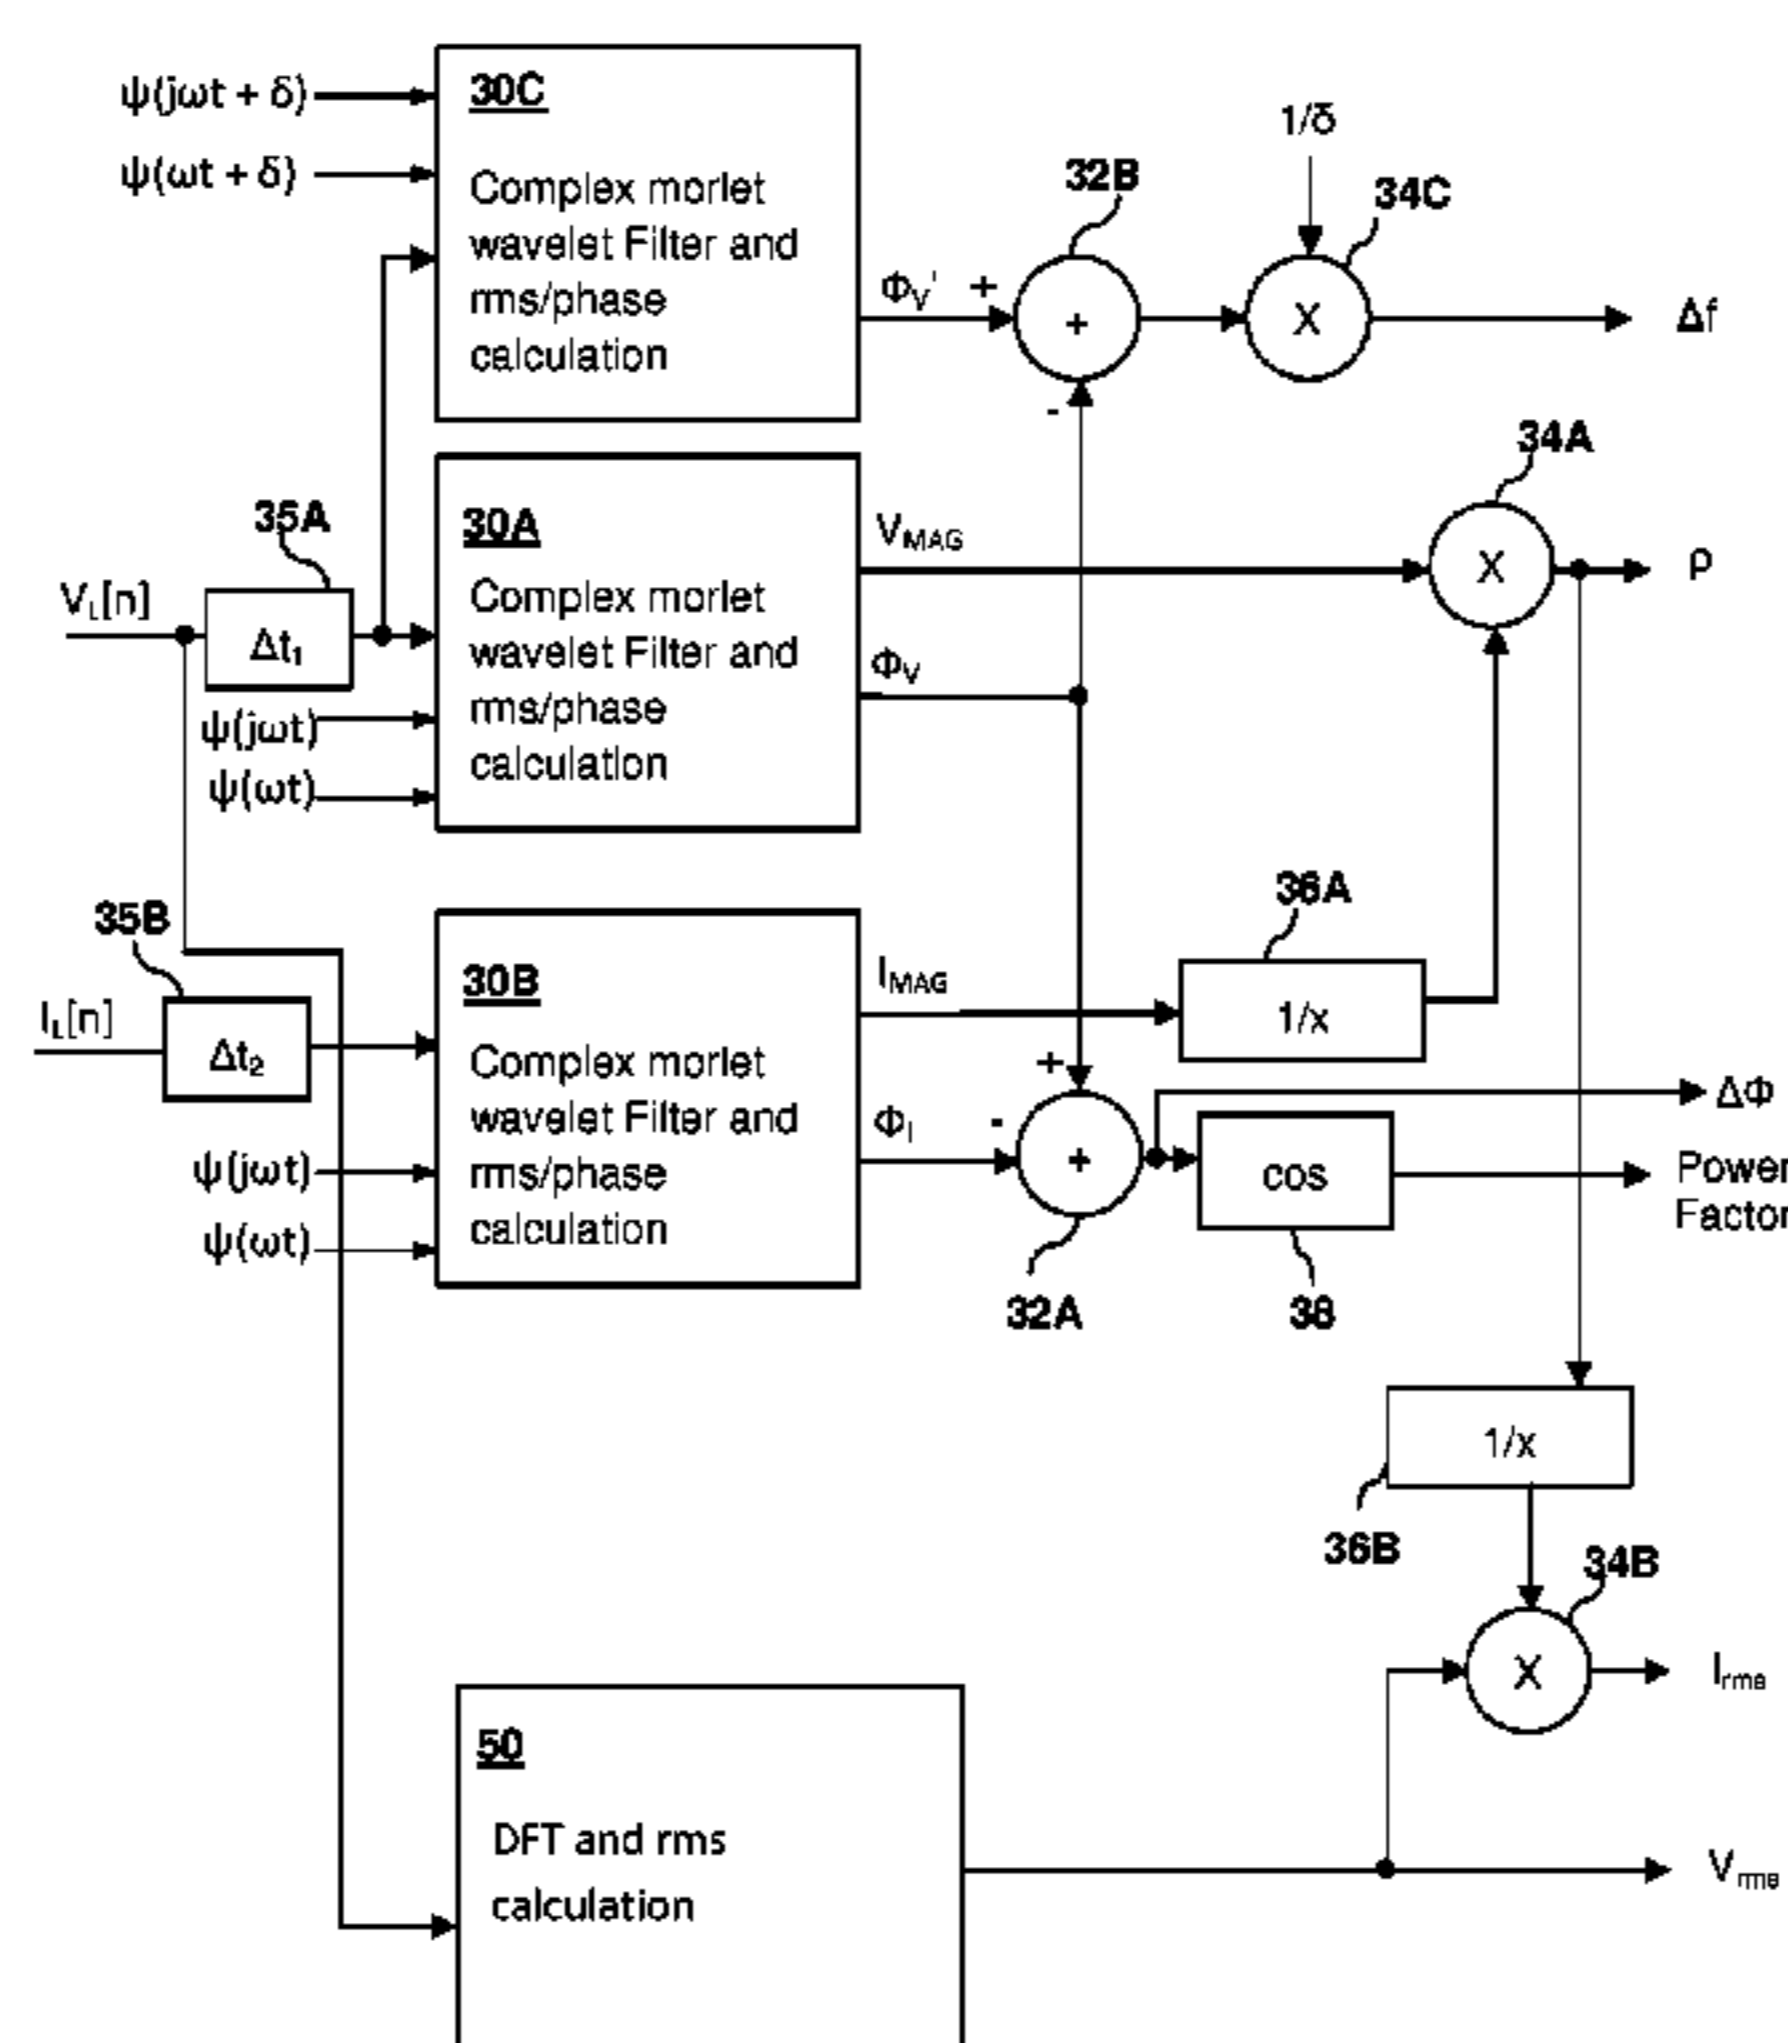 ψ(jωt + δ)
ψ(ωt + δ)
30C
Complex morlet
wavelet Filter and
rms/phase
calculation
ΦV'
+
-
32B
+
1/δ
34C
X
Δf
VL[n]
35A
Δt1
ψ(jωt)
ψ(ωt)
30A
Complex morlet
wavelet Filter and
rms/phase
calculation
VMAG
ΦV
34A
X
ρ
IL[n]
35B
Δt2
ψ(jωt)
ψ(ωt)
30B
Complex morlet
wavelet Filter and
rms/phase
calculation
IMAG
ΦI
36A
1/x
+
-
+
32A
ΔΦ
cos
38
Power
Factor
1/x
36B
34B
X
Irms
50
DFT and rms
calculation
Vrms